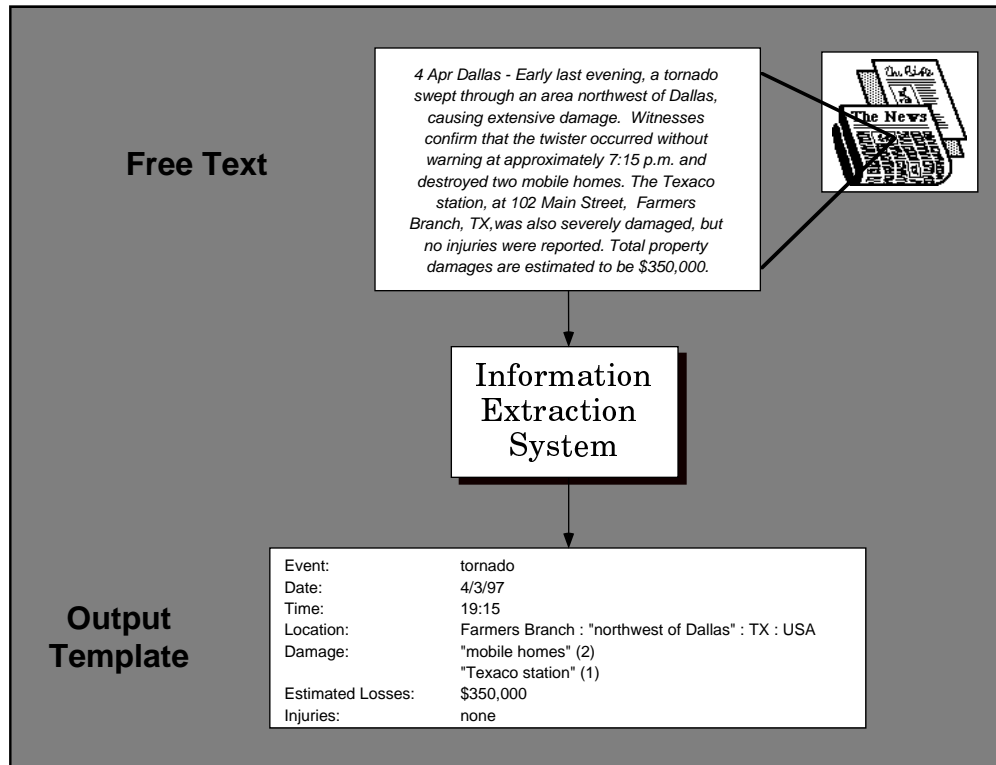 4 Apr Dallas - Early last evening, a tornado
swept through an area northwest of Dallas,
causing extensive damage. Witnesses
confirm that the twister occurred without
warning at approximately 7:15 p.m. and
destroyed two mobile homes. The Texaco
station, at 102 Main Street, Farmers
Branch, TX,was also severely damaged, but
no injuries were reported. Total property
damages are estimated to be $350,000.
The News
Free Text
Information
Extraction
System
Output
Template
Event: tornado
Date: 4/3/97
Time: 19:15
Location: Farmers Branch : "northwest of Dallas" : TX : USA
Damage: "mobile homes" (2)
"Texaco station" (1)
Estimated Losses: $350,000
Injuries: none